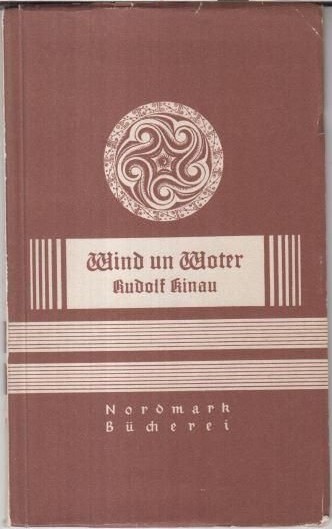 Wind un Woter
Rudolf Kinau
Nordmark
Bücherei